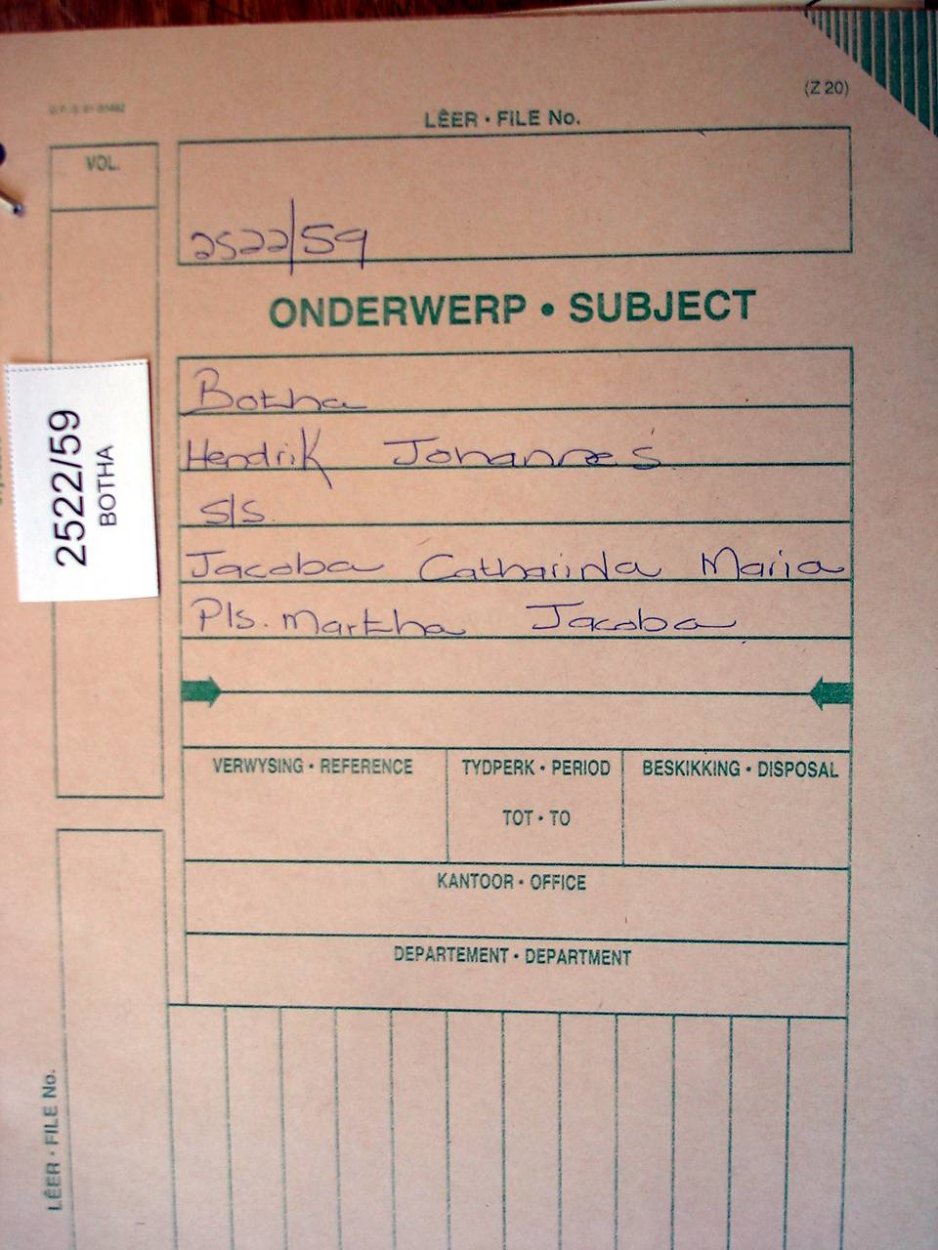 (Z 20)
LÊER • FILE No.
VOL.
2522/59
ONDERWERP • SUBJECT
2522/59
BOTHA
Botha
Hendrik Johannes
s/s.
Jacoba Catharina Maria
Pls. Martha Jacoba
VERWYSING • REFERENCE
TYDPERK • PERIOD
TOT • TO
BESKIKKING • DISPOSAL
KANTOOR • OFFICE
DEPARTEMENT • DEPARTMENT
LÊER • FILE No.